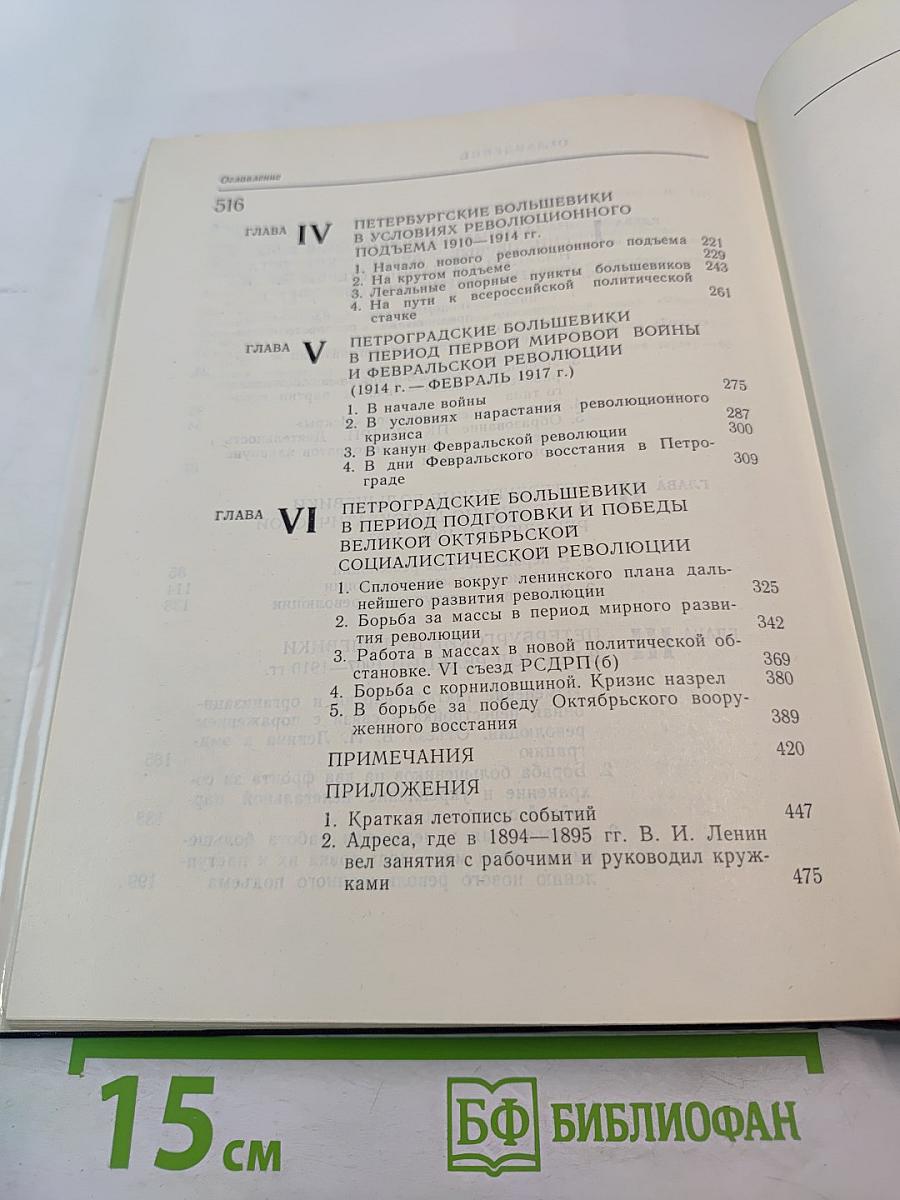 Оглавление
516
ГЛАВА IV ПЕТЕРБУРГСКИЕ БОЛЬШЕВИКИ
В УСЛОВИЯХ РЕВОЛЮЦИОННОГО
ПОДЪЕМА 1910—1914 гг.
1. Начало нового революционного подъема 221
2. На крутом подъеме 229
3. Легальные опорные пункты большевиков 243
4. На пути к всероссийской политической
стачке 261
ГЛАВА V ПЕТРОГРАДСКИЕ БОЛЬШЕВИКИ
В ПЕРИОД ПЕРВОЙ МИРОВОЙ ВОЙНЫ
И ФЕВРАЛЬСКОЙ РЕВОЛЮЦИИ
(1914 г. — ФЕВРАЛЬ 1917 г.)
1. В начале войны 275
2. В условиях нарастания революционного
кризиса 287
3. В канун Февральской революции 300
4. В дни Февральского восстания в Петро-
граде 309
ГЛАВА VI ПЕТРОГРАДСКИЕ БОЛЬШЕВИКИ
В ПЕРИОД ПОДГОТОВКИ И ПОБЕДЫ
ВЕЛИКОЙ ОКТЯБРЬСКОЙ
СОЦИАЛИСТИЧЕСКОЙ РЕВОЛЮЦИИ
1. Сплочение вокруг ленинского плана даль-
нейшего развития революции 325
2. Борьба за массы в период мирного разви-
тия революции 342
3. Работа в массах в новой политической об-
становке. VI съезд РСДРП(б) 369
4. Борьба с корниловщиной. Кризис назрел 380
5. В борьбе за победу Октябрьского воору-
женного восстания 389
ПРИМЕЧАНИЯ 420
ПРИЛОЖЕНИЯ
1. Краткая летопись событий 447
2. Адреса, где в 1894—1895 гг. В. И. Ленин
вел занятия с рабочими и руководил круж-
ками 475
15 см
БФ БИБЛИОФАН